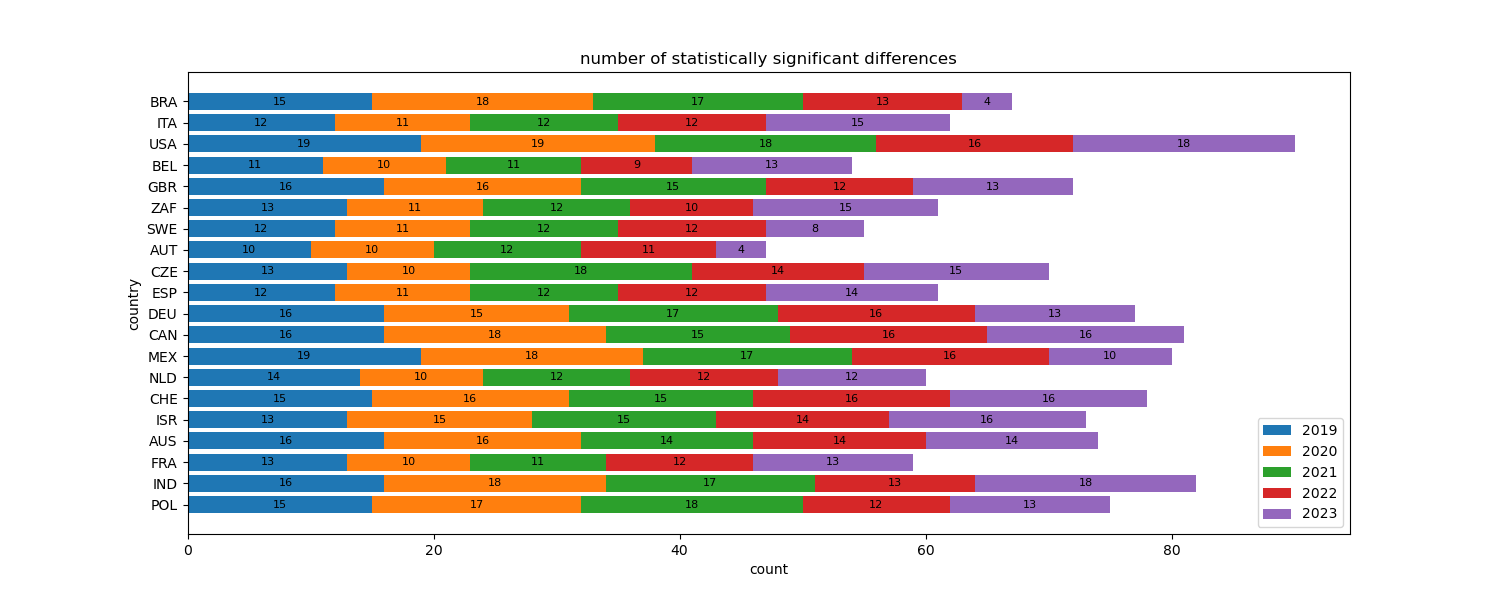 number of statistically significant differences
country
BRA 15 18 17 13 4
ITA 12 11 12 12 15
USA 19 19 18 16 18
BEL 11 10 11 9 13
GBR 16 16 15 12 13
ZAF 13 11 12 10 15
SWE 12 11 12 12 8
AUT 10 10 12 11 4
CZE 13 10 18 14 15
ESP 12 11 12 12 14
DEU 16 15 17 16 13
CAN 16 18 15 16 16
MEX 19 18 17 16 10
NLD 14 10 12 12 12
CHE 15 16 15 16 16
ISR 13 15 15 14 16
AUS 16 16 14 14 14
FRA 13 10 11 12 13
IND 16 18 17 13 18
POL 15 17 18 12 13
2019
2020
2021
2022
2023
0 20 40 60 80
count